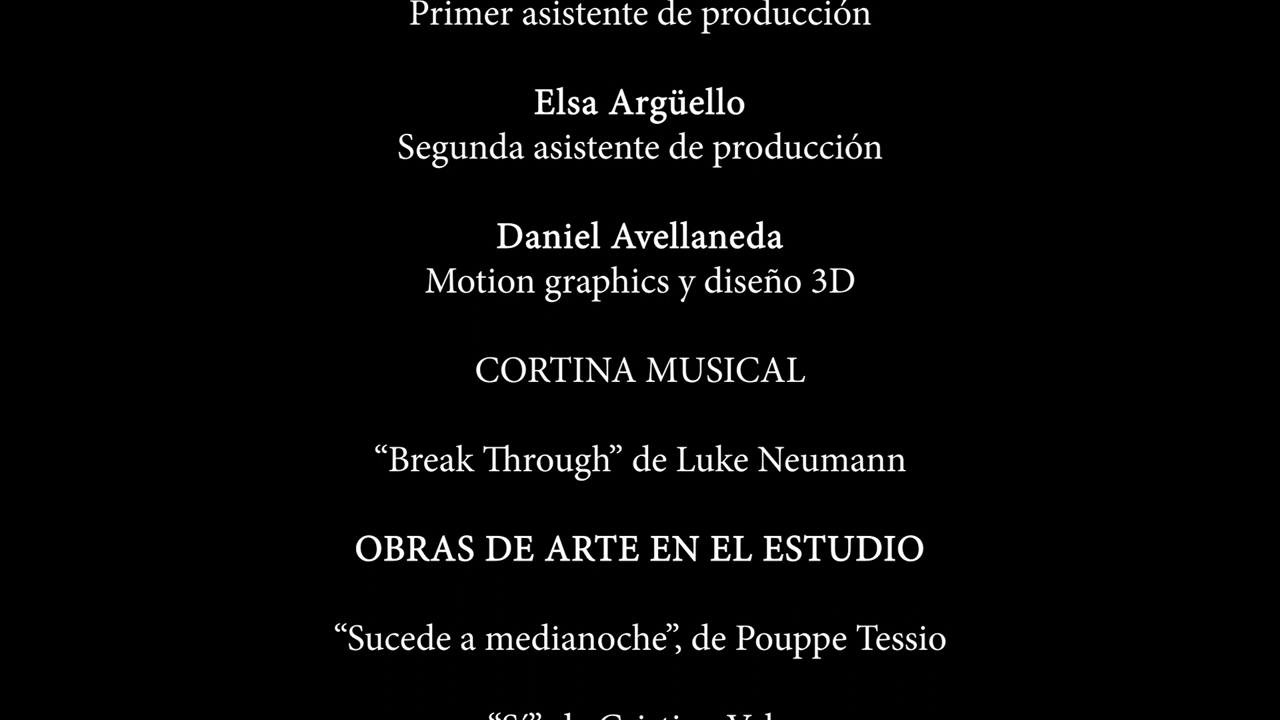 Primer asistente de producción
Elsa Argüello
Segunda asistente de producción
Daniel Avellaneda
Motion graphics y diseño 3D
CORTINA MUSICAL
“Break Through” de Luke Neumann
OBRAS DE ARTE EN EL ESTUDIO
“Sucede a medianoche”, de Pouppe Tessio